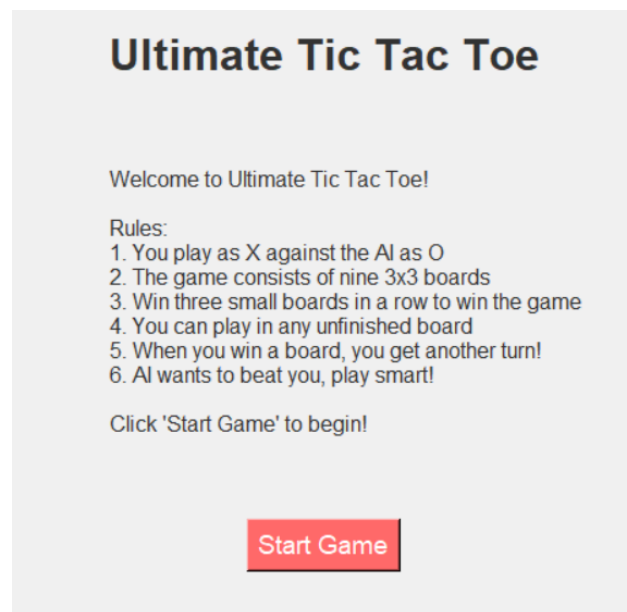 Ultimate Tic Tac Toe
Welcome to Ultimate Tic Tac Toe!
Rules:
1. You play as X against the AI as O
2. The game consists of nine 3x3 boards
3. Win three small boards in a row to win the game
4. You can play in any unfinished board
5. When you win a board, you get another turn!
6. AI wants to beat you, play smart!
Click 'Start Game' to begin!
Start Game